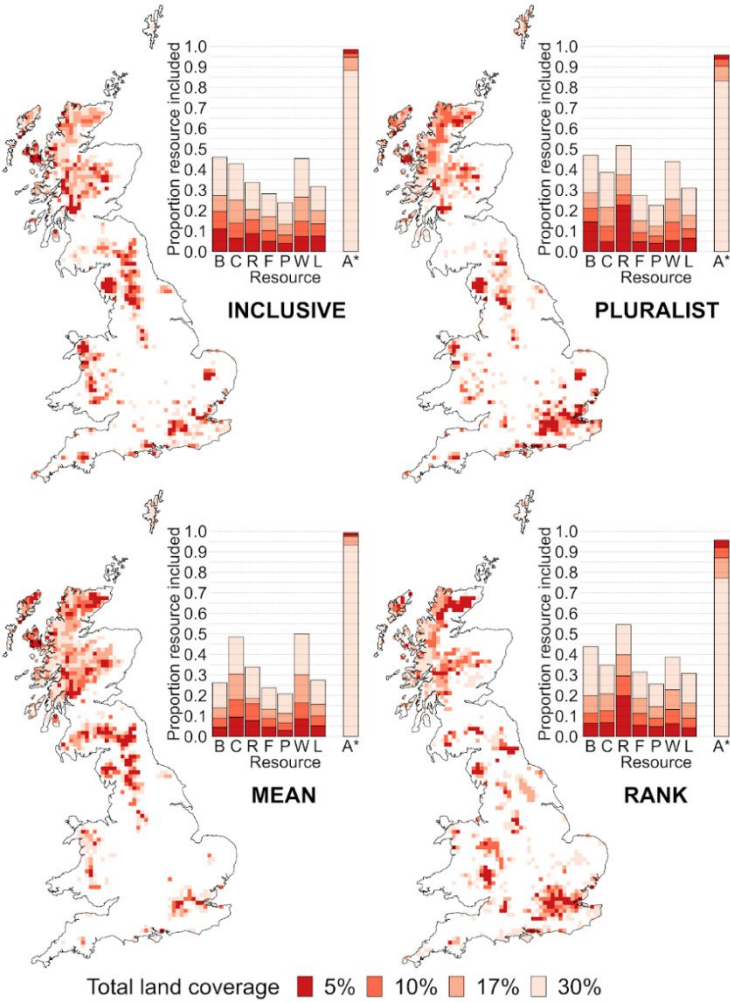 Proportion resource included
1.0
0.9
0.8
0.7
0.6
0.5
0.4
0.3
0.2
0.1
0.0
B C R F P W L A*
Resource
INCLUSIVE
Proportion resource included
1.0
0.9
0.8
0.7
0.6
0.5
0.4
0.3
0.2
0.1
0.0
B C R F P W L A*
Resource
PLURALIST
Proportion resource included
1.0
0.9
0.8
0.7
0.6
0.5
0.4
0.3
0.2
0.1
0.0
B C R F P W L A*
Resource
MEAN
Proportion resource included
1.0
0.9
0.8
0.7
0.6
0.5
0.4
0.3
0.2
0.1
0.0
B C R F P W L A*
Resource
RANK
Total land coverage 5% 10% 17% 30%